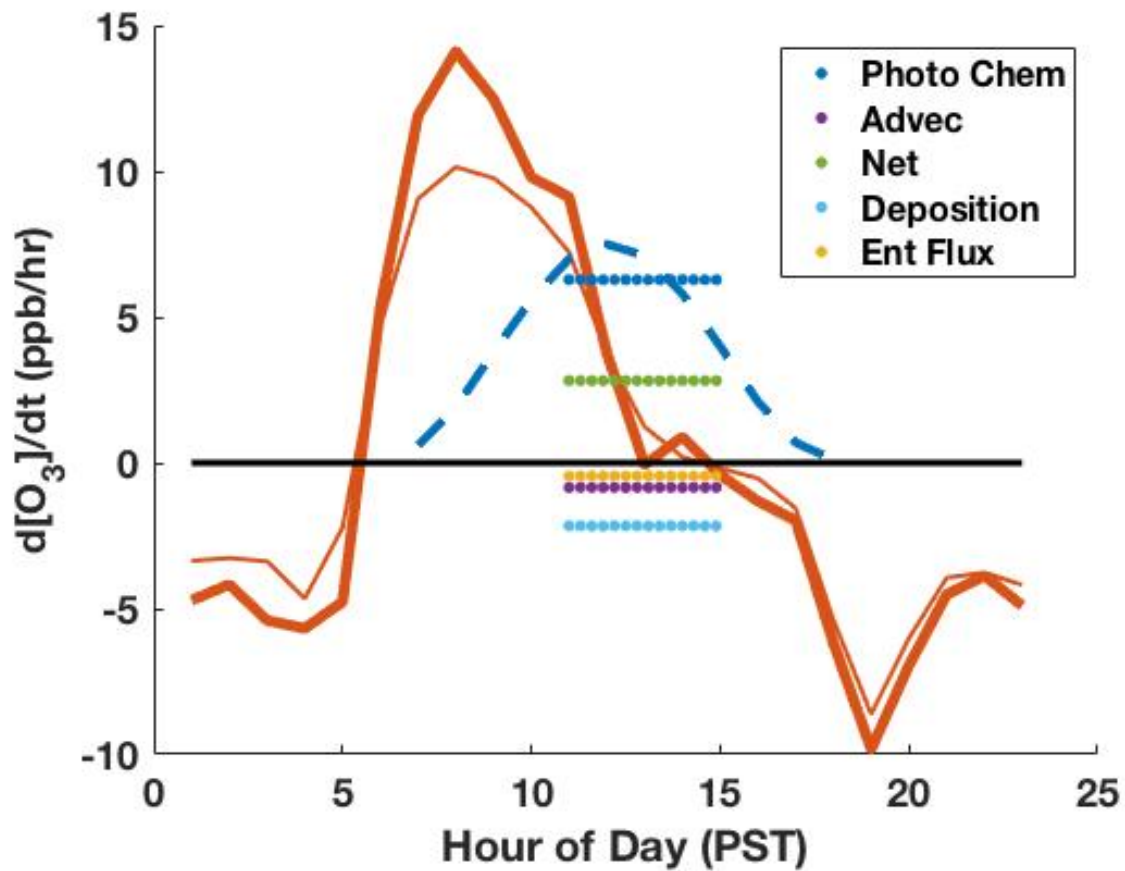 15
10
5
0
-5
-10
0 5 10 15 20 25
d[O3]/dt (ppb/hr)
Hour of Day (PST)
Photo Chem
Advec
Net
Deposition
Ent Flux